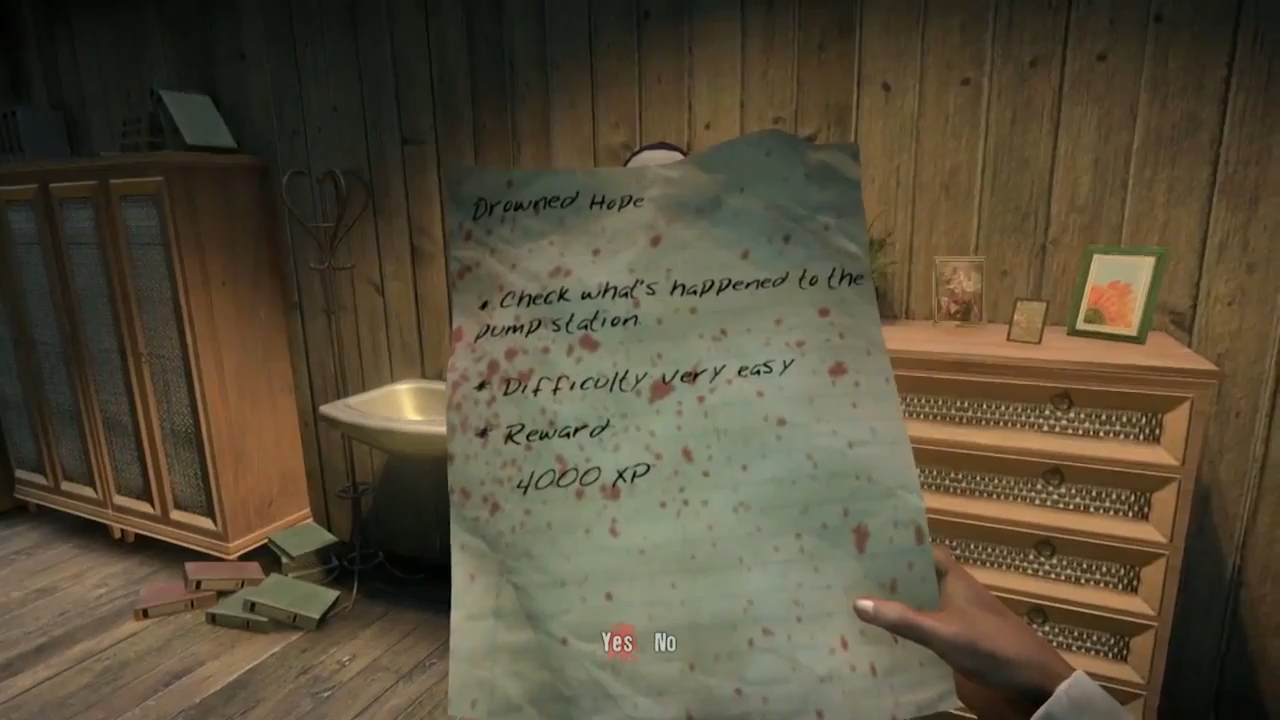 Drowned Hope
• Check what's happened to the
pump station.
* Difficulty very easy
* Reward
4000 XP
Yes No